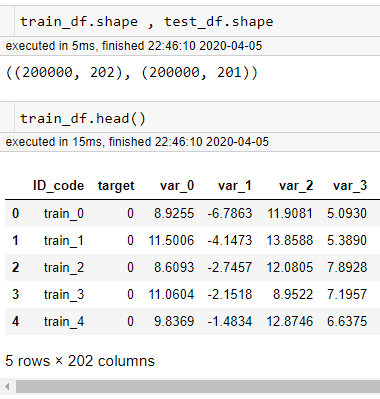 train_df.shape , test_df.shape
executed in 5ms, finished 22:46:10 2020-04-05
((200000, 202), (200000, 201))
train_df.head()
executed in 15ms, finished 22:46:10 2020-04-05
ID_code target var_0 var_1 var_2 var_3
0 train_0 0 8.9255 -6.7863 11.9081 5.0930
1 train_1 0 11.5006 -4.1473 13.8588 5.3890
2 train_2 0 8.6093 -2.7457 12.0805 7.8928
3 train_3 0 11.0604 -2.1518 8.9522 7.1957
4 train_4 0 9.8369 -1.4834 12.8746 6.6375
5 rows × 202 columns